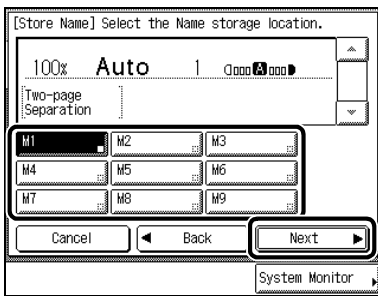 [Store Name] Select the Name storage location.
100% Auto 1 A
Two-page
Separation
M1 M2 M3
M4 M5 M6
M7 M8 M9
Cancel ◀ Back Next ▶
System Monitor